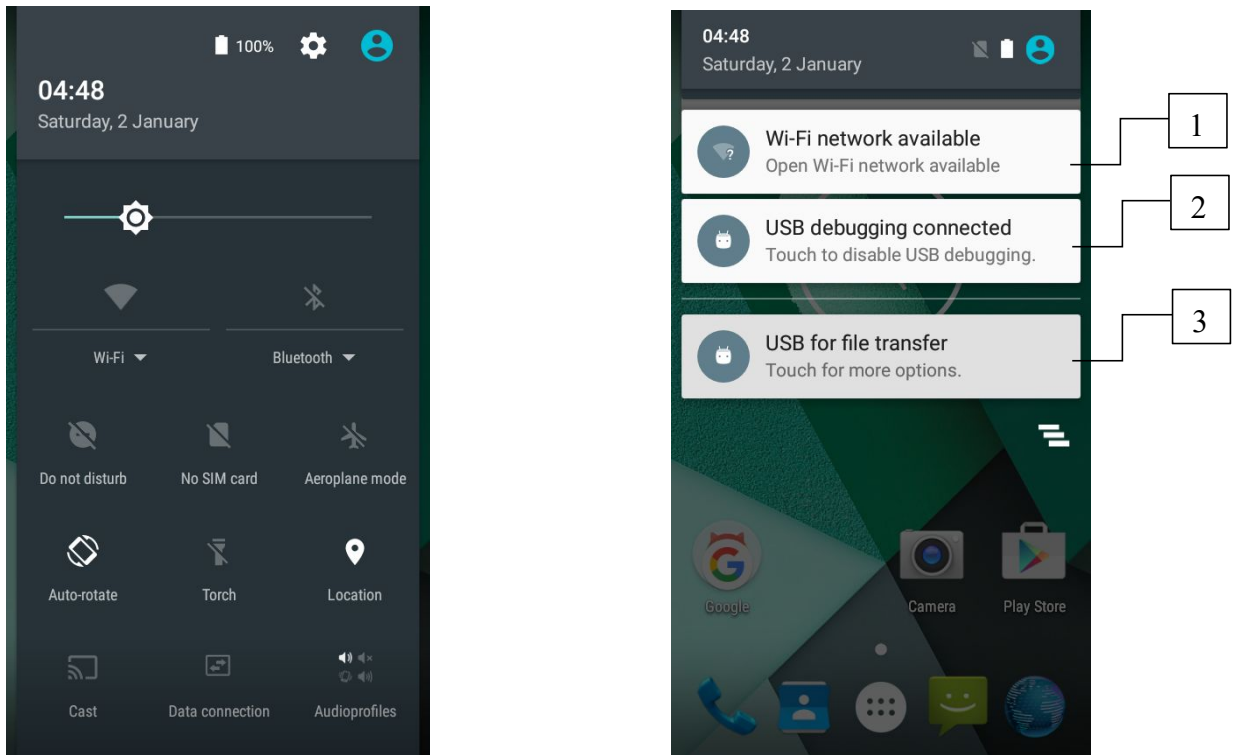 100%
04:48
Saturday, 2 January
Wi-Fi
Bluetooth
Do not disturb
No SIM card
Aeroplane mode
Auto-rotate
Torch
Location
Cast
Data connection
Audioprofiles
04:48
Saturday, 2 January
Wi-Fi network available
Open Wi-Fi network available
1
USB debugging connected
Touch to disable USB debugging.
2
USB for file transfer
Touch for more options.
3
Google
Camera
Play Store